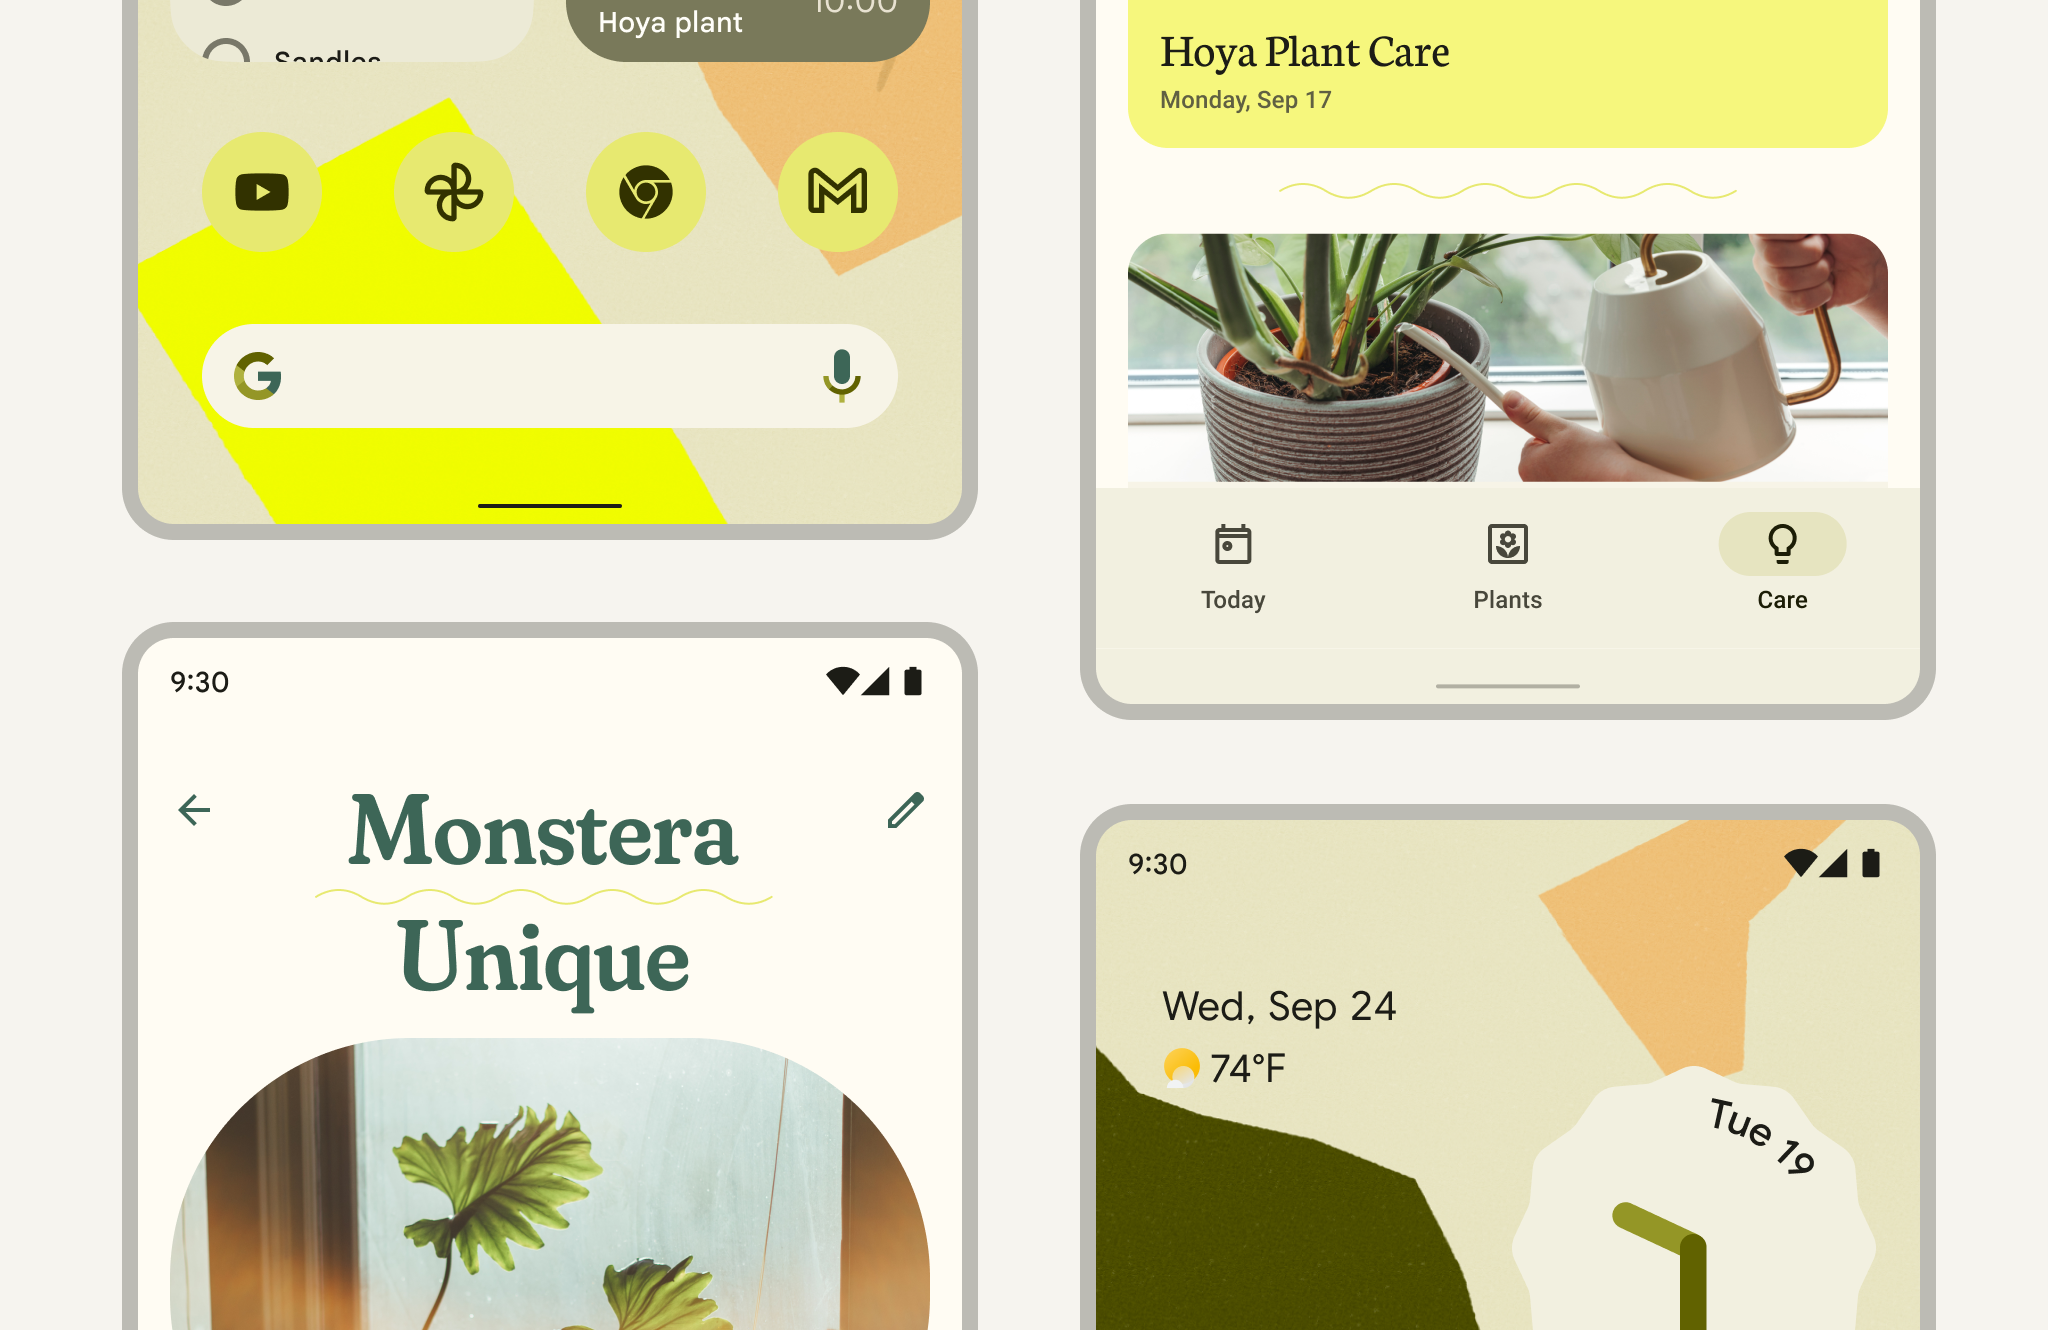 10:00
Hoya plant
Sandles
9:30
Monstera
Unique
Hoya Plant Care
Monday, Sep 17
Today
Plants
Care
9:30
Wed, Sep 24
74°F
Tue 19